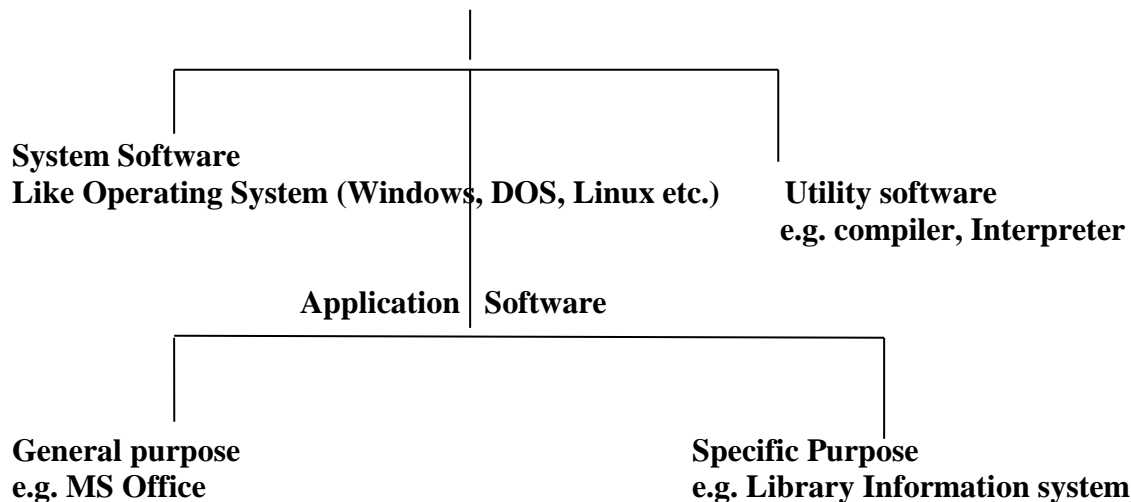 System Software
Like Operating System (Windows, DOS, Linux etc.)
Utility software
e.g. compiler, Interpreter
Application Software
General purpose
e.g. MS Office
Specific Purpose
e.g. Library Information system